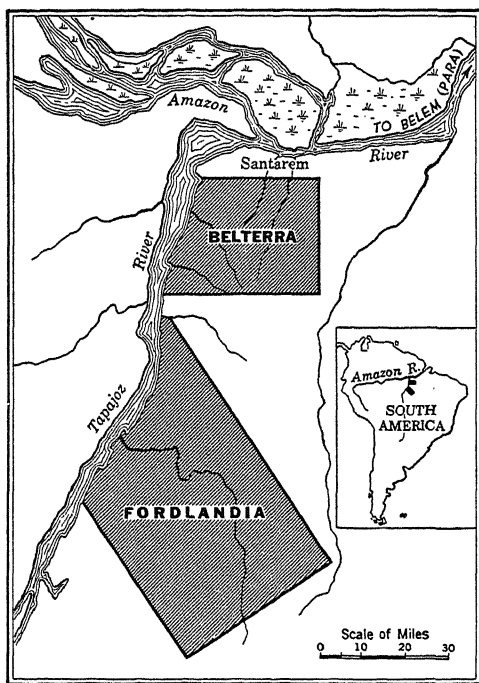 Amazon
River
TO BELEM (PARA)
Santarem
BELTERRA
River
Tapajoz
Amazon R.
SOUTH
AMERICA
FORDLANDIA
Scale of Miles
0 10 20 30